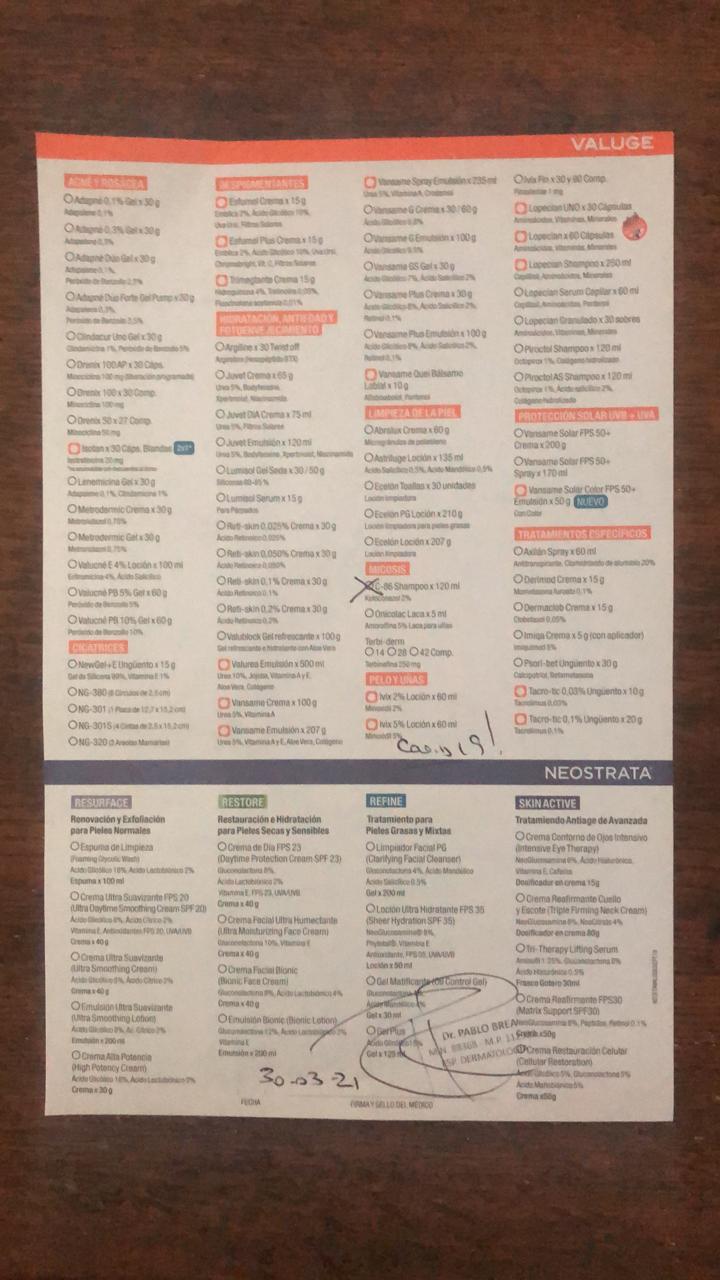 VALUGE
ACNÉ Y ROSÁCEA
Adapné 0,1% Gel x 30 g
Adapalene 0,1%
Adapné 0,3% Gel x 30 g
Adapalene 0,3%
Adapné Dúo Gel x 30 g
Adapalene 0,1%,
Peróxido de Benzoílo 2,5%
Adapné Dúo Forte Gel Pump x 30 g
Adapalene 0,3%,
Peróxido de Benzoílo 2,5%
Clindacur Uno Gel x 30 g
Clindamicina 1%, Peróxido de Benzoílo 5%
Drenix 100 AP x 30 Cáps.
Minociclina 100 mg (liberación programada)
Drenix 100 x 30 Comp.
Minociclina 100 mg
Drenix 50 x 27 Comp.
Minociclina 50 mg
Isotan x 30 Cáps. Blandas 2x1*
Isotretinoína 20 mg
Lenemicina Gel x 30 g
Adapalene 0,1%, Clindamicina 1%
Metrodermic Crema x 30 g
Metronidazol 0,75%
Metrodermic Gel x 30 g
Metronidazol 0,75%
Valucné E 4% Loción x 100 ml
Eritromicina 4%, Ácido Salicílico
Valucné PB 5% Gel x 60 g
Peróxido de Benzoílo 5%
Valucné PB 10% Gel x 60 g
Peróxido de Benzoílo 10%
CICATRICES
NewGel+E Ungüento x 15 g
Gel de Silicona 99%, Vitamina E 1%
NG-380 (8 Círculos de 2,5 cm)
NG-301 (1 Placa de 12,7 x 15,2 cm)
NG-301S (4 Cintas de 2,5 x 15,2 cm)
NG-320 (2 Areolas Mamarias)
DESPIGMENTANTES
Esfumel Crema x 15 g
Emblica 2%, Ácido Glicólico 10%,
Uva Ursi, Filtros Solares
Esfumel Plus Crema x 15 g
Emblica 2%, Ácido Glicólico 10%, Uva Ursi,
Chromabright, Vit. C, Filtros Solares
Trimeglante Crema 15 g
Hidroquinona 4%, Tretinoína 0,05%,
Fluocinolona acetonida 0,01%
HIDRATACIÓN, ANTIEDAD Y
FOTOENVEJECIMIENTO
Argiline x 30 Twist off
Argireline (Hexapéptido BTX)
Juvet Crema x 65 g
Urea 5%, Bodyfensine,
Xpertmoist, Niacinamida
Juvet DIA Crema x 75 ml
Urea 5%, Filtros Solares
Juvet Emulsión x 120 ml
Urea 5%, Bodyfensine, Xpertmoist, Niacinamida
Lumisol Gel Seda x 30 / 50 g
Siliconas 60-85 %
Lumisol Serum x 15 g
Para Párpados
Reti-skin 0,025% Crema x 30 g
Ácido Retinoico 0,025%
Reti-skin 0,050% Crema x 30 g
Ácido Retinoico 0,050%
Reti-skin 0,1% Crema x 30 g
Ácido Retinoico 0,1%
Reti-skin 0,2% Crema x 30 g
Ácido Retinoico 0,2%
Valublock Gel refrescante x 100 g
Gel refrescante e hidratante con Aloe Vera
Valurea Emulsión x 500 ml
Urea 10%, Jojoba, Vitamina A y E,
Aloe Vera, Colágeno
Vansame Crema x 100 g
Urea 5%, Vitamina A
Vansame Emulsión x 207 g
Urea 5%, Vitamina A y E, Aloe Vera, Colágeno
Vansame Spray Emulsión x 235 ml
Urea 5%, Vitamina A, Crodamol
Vansame G Crema x 30 / 60 g
Ácido Glicólico 8,8%
Vansame G Emulsión x 100 g
Vansame GS Gel x 30 g
Ácido Glicólico 7%, Ácido Salicílico 2%
Vansame Plus Crema x 30 g
Ácido Glicólico 8%, Ácido Salicílico 2%,
Retinol 0,1%
Vansame Plus Emulsión x 100 g
Ácido Glicólico 8%, Ácido Salicílico 2%,
Retinol 0,1%
Vansame Quei Bálsamo
Labial x 10 g
Alfabisabolol, Pantenol
LIMPIEZA DE LA PIEL
Abralux Crema x 60 g
Microgránulos de polietileno
Astriluge Loción x 135 ml
Ácido Salicílico 0,5%, Ácido Mandélico 0,5%
Ecelón Toallas x 30 unidades
Loción limpiadora
Ecelón PG Loción x 210 g
Loción limpiadora para pieles grasas
Ecelón Loción x 207 g
Loción limpiadora
MICOSIS
C-86 Shampoo x 120 ml
Ketoconazol 2%
Onicolac Laca x 5 ml
Amorolfina 5% Laca para uñas
Terbi-derm
14 28 42 Comp.
Terbinafina 250 mg
PELO Y UÑAS
Ivix 2% Loción x 60 ml
Minoxidil 2%
Ivix 5% Loción x 60 ml
Minoxidil 5%
Ivix Fin x 30 y 60 Comp.
Finasteride 1 mg
Lopecian UNO x 30 Cápsulas
Aminoácidos, Vitaminas, Minerales
Lopecian x 60 Cápsulas
Aminoácidos, Vitaminas, Minerales
Lopecian Shampoo x 250 ml
Capilisil, Aminoácidos, Minerales
Lopecian Serum Capilar x 60 ml
Aminoácidos, Pantenol
Lopecian Granulado x 30 sobres
Aminoácidos, Vitaminas, Minerales
Piroctol Shampoo x 120 ml
Octopirox 1%, Colágeno hidrolizado
Piroctol AS Shampoo x 120 ml
Octopirox 1%, Ácido salicílico 2%,
Colágeno hidrolizado
PROTECCIÓN SOLAR UVB + UVA
Vansame Solar FPS 50+
Crema x 200 g
Vansame Solar FPS 50+
Spray x 170 ml
Vansame Solar Color FPS 50+
Emulsión x 50 g NUEVO
Con Color
TRATAMIENTOS ESPECÍFICOS
Axilán Spray x 60 ml
Antitranspirante, Clorhidróxido de aluminio 20%
Derimod Crema x 15 g
Mometasona furoato 0,1%
Dermaclob Crema x 15 g
Clobetasol 0,05%
Imiqa Crema x 5 g (con aplicador)
Imiquimod 5%
Psori-bet Ungüento x 30 g
Calcipotriol, Betametasona
Tacro-tic 0,03% Ungüento x 10 g
Tacrolimus 0,03%
Tacro-tic 0,1% Ungüento x 20 g
Tacrolimus 0,1%
NEOSTRATA
RESURFACE
Renovación y Exfoliación
para Pieles Normales
Espuma de Limpieza
(Foaming Glycolic Wash)
Ácido Glicólico 18%, Ácido Lactobiónico 2%
Espuma x 100 ml
Crema Ultra Suavizante FPS 20
(Ultra Daytime Smoothing Cream SPF 20)
Ácido Glicólico 8%, Ácido Cítrico 2%
Vitamina E, Antioxidantes FPS 20, UVA/UVB
Crema x 40 g
Crema Ultra Suavizante
(Ultra Smoothing Cream)
Ácido Glicólico 8%, Ácido Cítrico 2%
Crema x 40 g
Emulsión Ultra Suavizante
(Ultra Smoothing Lotion)
Ácido Glicólico 8%, Ac. Cítrico 2%
Emulsión x 200 ml
Crema Alta Potencia
(High Potency Cream)
Ácido Glicólico 18%, Ácido Lactobiónico 2%
Crema x 30 g
RESTORE
Restauración e Hidratación
para Pieles Secas y Sensibles
Crema de Día FPS 23
(Daytime Protection Cream SPF 23)
Gluconolactona 8%,
Ácido Lactobiónico 2%
Vitamina E, FPS 23, UVA/UVB
Crema x 40 g
Crema Facial Ultra Humectante
(Ultra Moisturizing Face Cream)
Gluconolactona 10%, Vitamina E
Crema x 40 g
Crema Facial Bionic
(Bionic Face Cream)
Gluconolactona 8%, Ácido Lactobiónico 4%
Crema x 40 g
Emulsión Bionic (Bionic Lotion)
Gluconolactona 12%, Ácido Lactobiónico 3%
Vitamina E
Emulsión x 200 ml
REFINE
Tratamiento para
Pieles Grasas y Mixtas
Limpiador Facial PG
(Clarifying Facial Cleanser)
Gluconolactona 4%, Ácido Mandélico
Ácido Salicílico 0.5%
Gel x 200 ml
Loción Ultra Hidratante FPS 35
(Sheer Hydration SPF 35)
NeoGlucosamine® 8%,
Phytolol®, Vitamina E
Antioxidante, FPS 35, UVA/UVB
Loción x 50 ml
Gel Matificante (Oil Control Gel)
Gel x 30 ml
Gel Plus
Gel x 125 ml
SKIN ACTIVE
Tratamiendo Antiage de Avanzada
Crema Contorno de Ojos Intensivo
(Intensive Eye Therapy)
NeoGlucosamine 6%, Ácido Hialurónico,
Vitamina E, Cafeína
Dosificador en crema 15g
Crema Reafirmante Cuello
y Escote (Triple Firming Neck Cream)
NeoGlucosamine 8%, NeoCitrate 4%
Dosificador en crema 80g
Tri-Therapy Lifting Serum
Aminofil 1.25%, Gluconolactona 8%
Ácido Hialurónico 0.5%
Frasco Gotero 30ml
Crema Reafirmante FPS30
(Matrix Support SPF30)
NeoGlucosamine 8%, Peptidos, Retinol 0.1%
Crema x50g
Crema Restauración Celular
(Cellular Restoration)
Ácido Glicólico 5%, Gluconolactona 5%
Ácido Maltobiónico 5%
Crema x50g
Dr. PABLO
M.N. M.P.
ESP. DERMATOLOGO
30-03-21
FECHA
FIRMA Y SELLO DEL MÉDICO